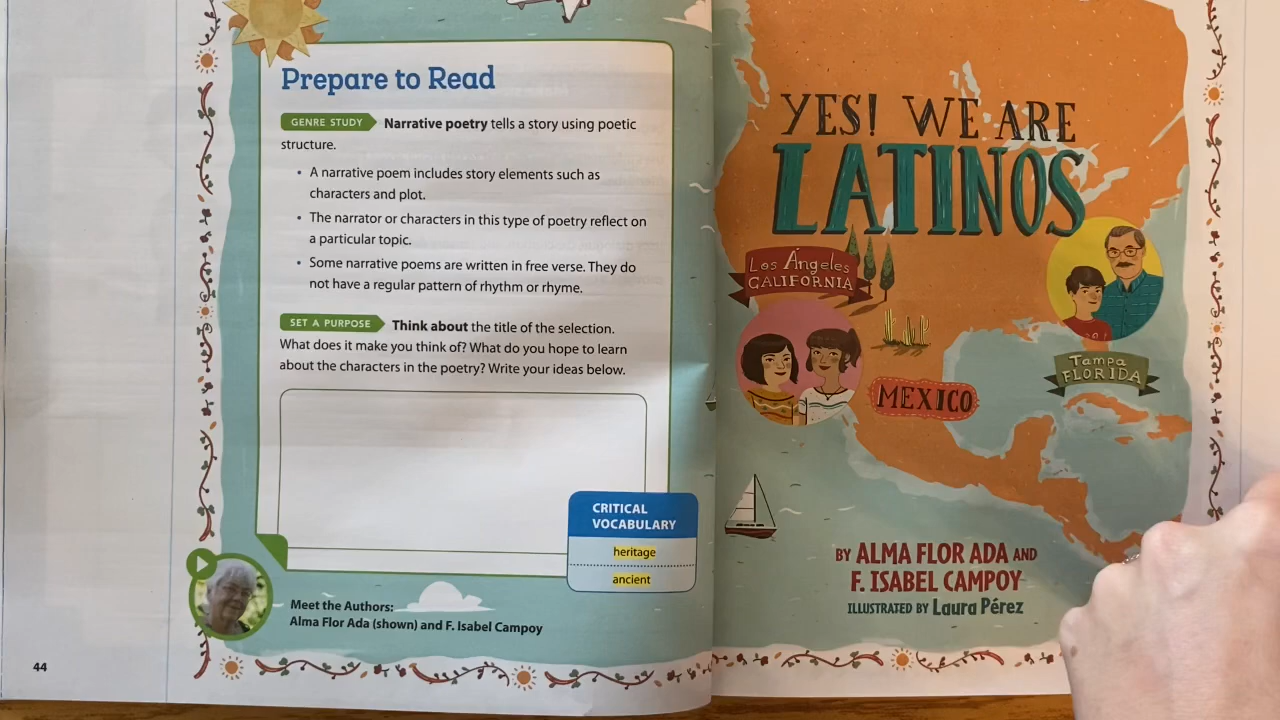 Prepare to Read
GENRE STUDY Narrative poetry tells a story using poetic
structure.
• A narrative poem includes story elements such as
characters and plot.
• The narrator or characters in this type of poetry reflect on
a particular topic.
• Some narrative poems are written in free verse. They do
not have a regular pattern of rhythm or rhyme.
SET A PURPOSE Think about the title of the selection.
What does it make you think of? What do you hope to learn
about the characters in the poetry? Write your ideas below.
CRITICAL
VOCABULARY
heritage
ancient
Meet the Authors:
Alma Flor Ada (shown) and F. Isabel Campoy
44
YES! WE ARE
LATINOS
Los Ángeles
CALIFORNIA
Tampa
FLORIDA
MEXICO
BY ALMA FLOR ADA AND
F. ISABEL CAMPOY
ILLUSTRATED BY Laura Pérez